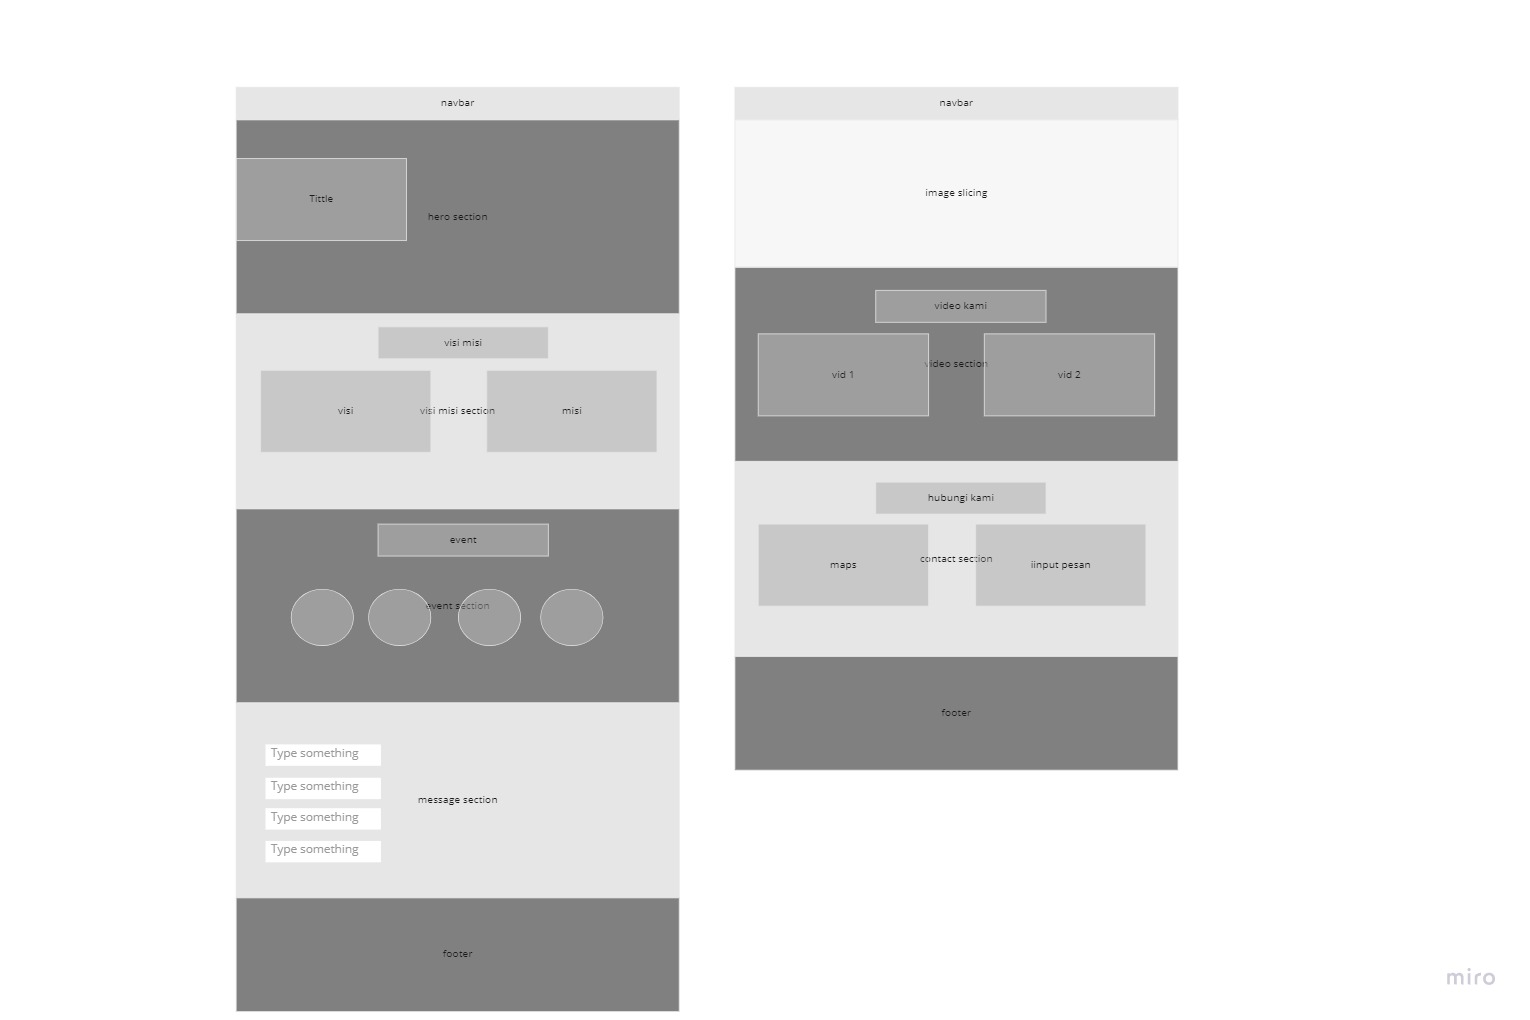 navbar
Tittle
hero section
visi misi
visi
visi misi section
misi
event
event section
Type something
Type something
message section
Type something
Type something
footer
navbar
image slicing
video kami
video section
vid 1
vid 2
hubungi kami
contact section
maps
iinput pesan
footer
miro